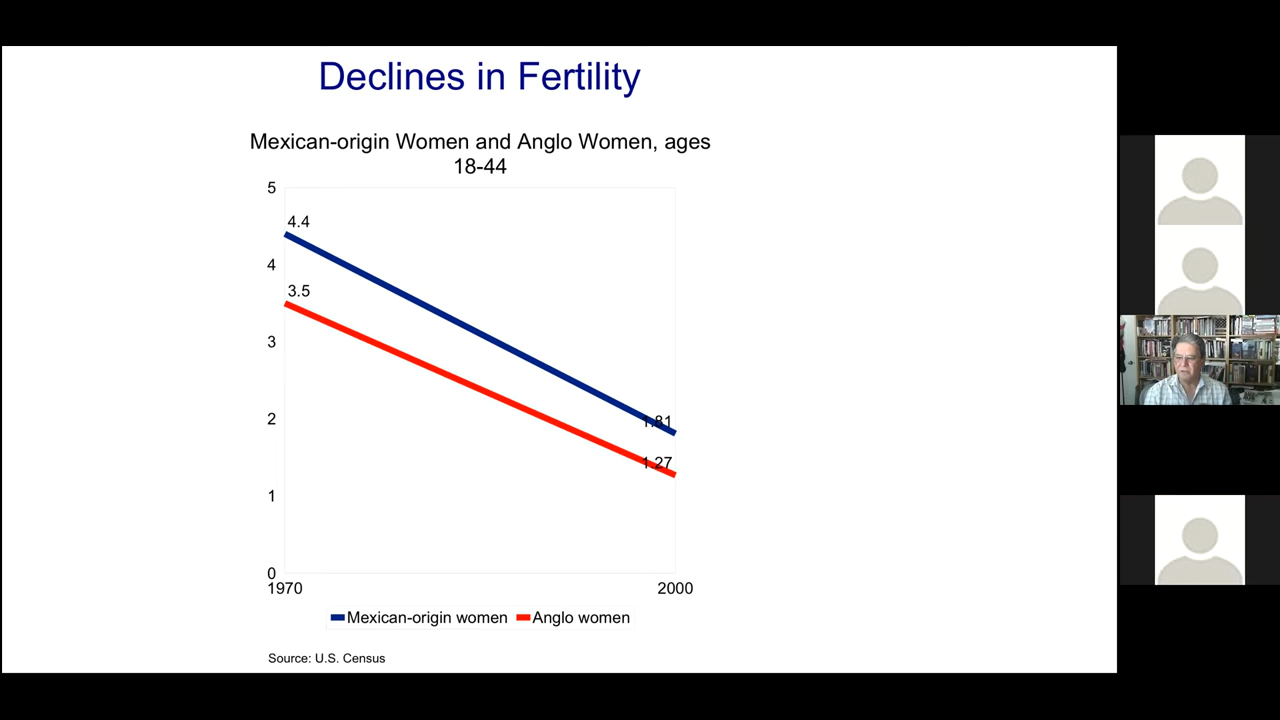 Declines in Fertility
Mexican-origin Women and Anglo Women, ages
18-44
5
4.4
4
3.5
3
2
1.81
1.27
1
0
1970
2000
Mexican-origin women
Anglo women
Source: U.S. Census